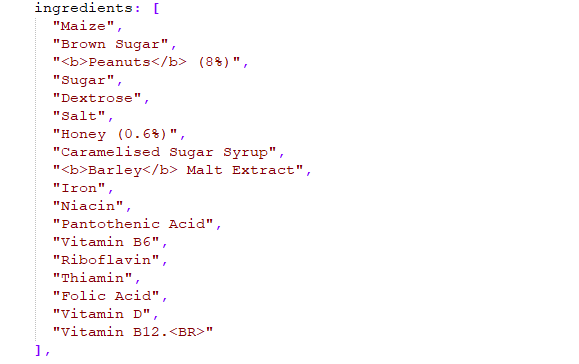 ingredients: [
"Maize",
"Brown Sugar",
"<b>Peanuts</b> (8%)",
"Sugar",
"Dextrose",
"Salt",
"Honey (0.6%)",
"Caramelised Sugar Syrup",
"<b>Barley</b> Malt Extract",
"Iron",
"Niacin",
"Pantothenic Acid",
"Vitamin B6",
"Riboflavin",
"Thiamin",
"Folic Acid",
"Vitamin D",
"Vitamin B12.<BR>"
],